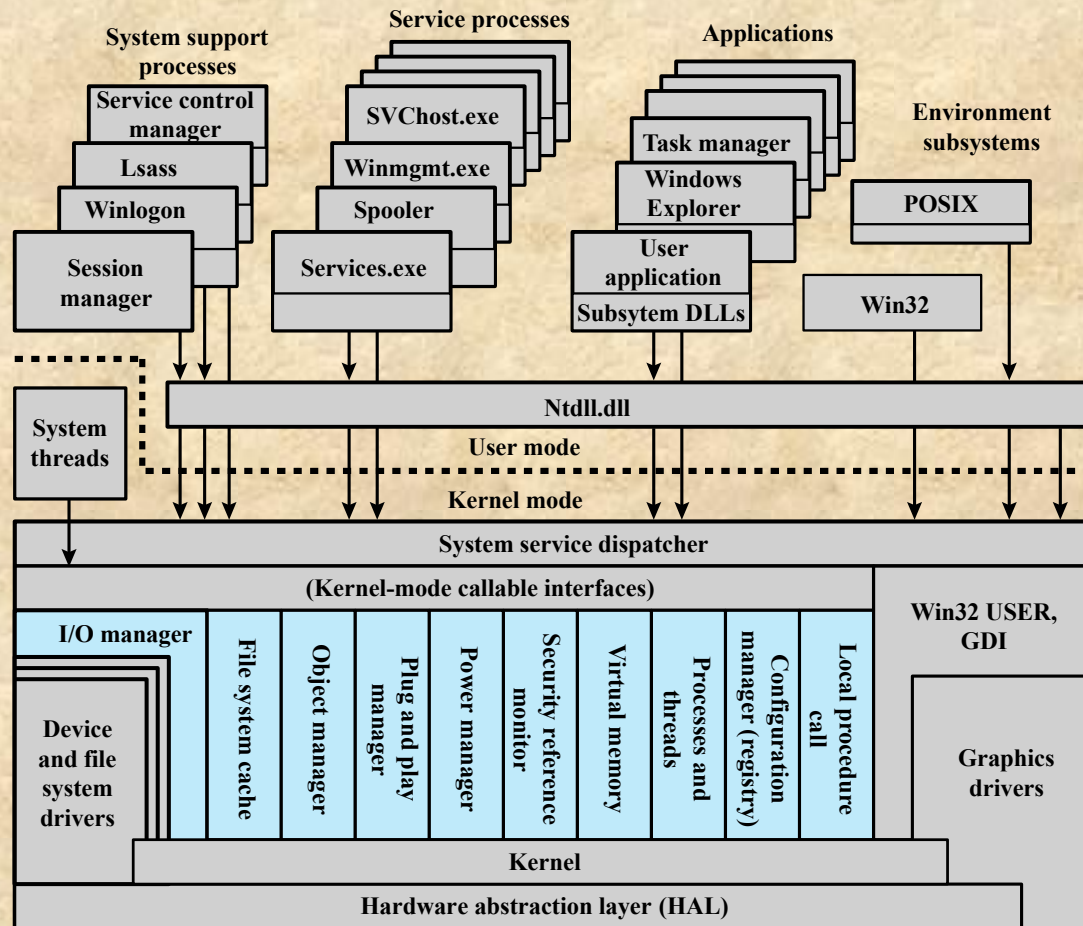 System support
processes
Service processes
Applications
Environment
subsystems
Service control
manager
Lsass
Winlogon
Session
manager
SVChost.exe
Winmgmt.exe
Spooler
Services.exe
Task manager
Windows
Explorer
User
application
Subsytem DLLs
POSIX
Win32
System
threads
Ntdll.dll
User mode
Kernel mode
System service dispatcher
(Kernel-mode callable interfaces)
Win32 USER,
GDI
I/O manager
Device
and file
system
drivers
File system cache
Object manager
Plug and play
manager
Power manager
Security reference
monitor
Virtual memory
Processes and
threads
Configuration
manager (registry)
Local procedure
call
Graphics
drivers
Kernel
Hardware abstraction layer (HAL)